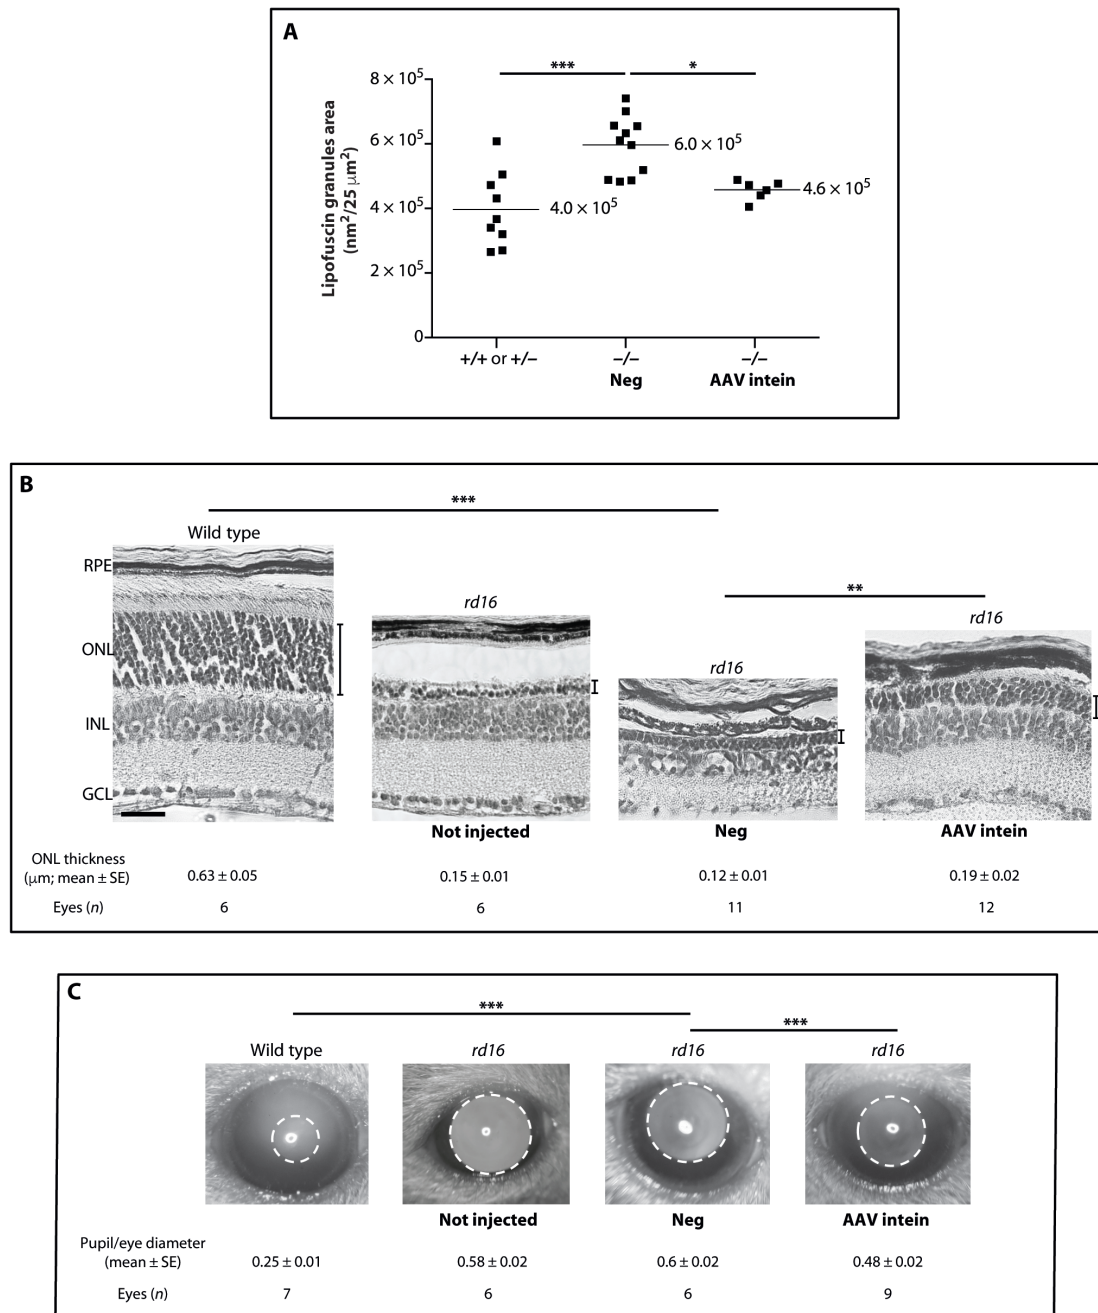 A
Lipofuscin granules area
(nm²/25 μm²)
*** *
8 × 10⁵
6 × 10⁵
4 × 10⁵
2 × 10⁵
0
4.0 × 10⁵
6.0 × 10⁵
4.6 × 10⁵
+/+ or +/– –/– –/–
Neg AAV intein
B
***
Wild type
**
rd16
rd16
rd16
RPE
ONL
INL
GCL
Not injected Neg AAV intein
ONL thickness
(μm; mean ± SE) 0.63 ± 0.05 0.15 ± 0.01 0.12 ± 0.01 0.19 ± 0.02
Eyes (n) 6 6 11 12
C
***
***
Wild type rd16 rd16 rd16
Not injected Neg AAV intein
Pupil/eye diameter
(mean ± SE) 0.25 ± 0.01 0.58 ± 0.02 0.6 ± 0.02 0.48 ± 0.02
Eyes (n) 7 6 6 9